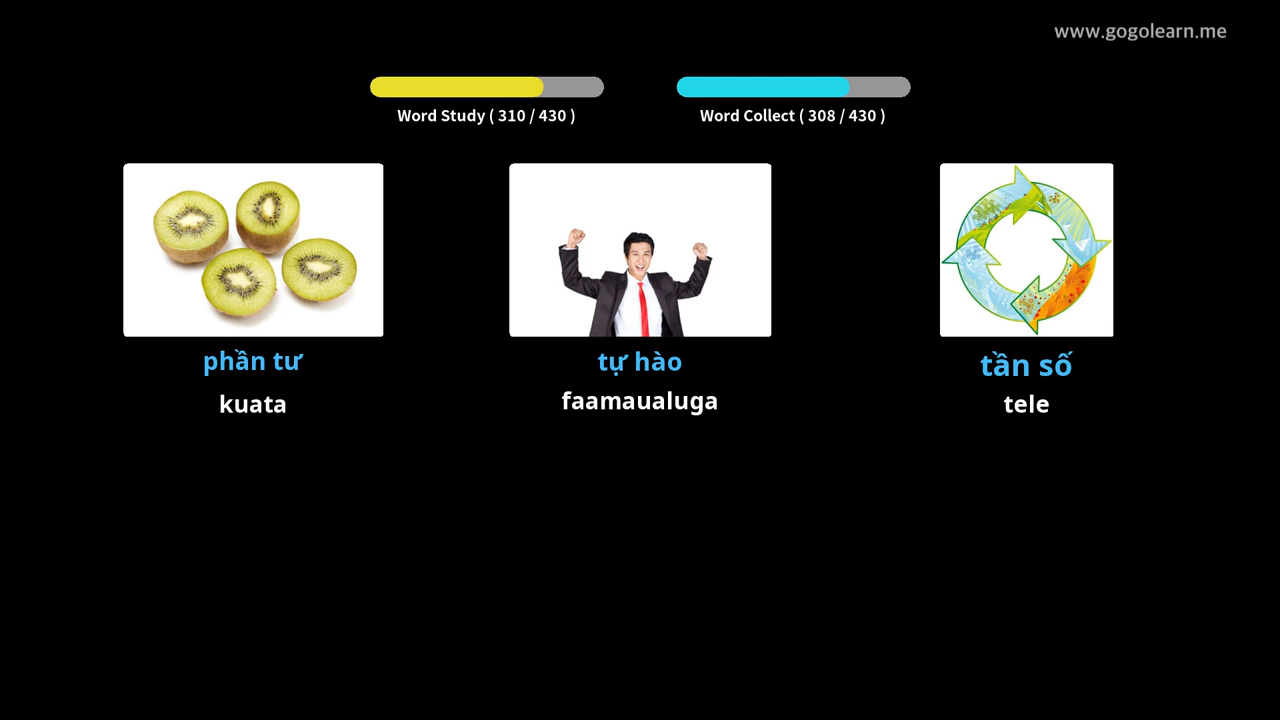 www.gogolearn.me
Word Study ( 310 / 430 )
Word Collect ( 308 / 430 )
phần tư
tự hào
tần số
kuata
faamaualuga
tele